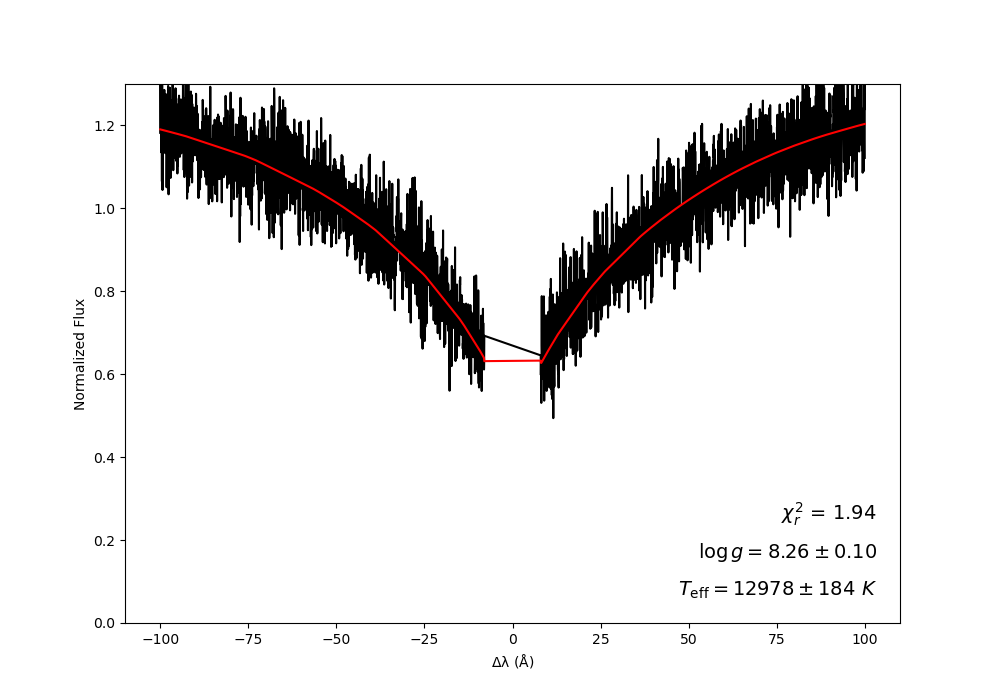 1.2
1.0
0.8
0.6
0.4
0.2
0.0
Normalized Flux
χ²ᵣ = 1.94
log g = 8.26 ± 0.10
T_eff = 12978 ± 184 K
−100 −75 −50 −25 0 25 50 75 100
Δλ (Å)